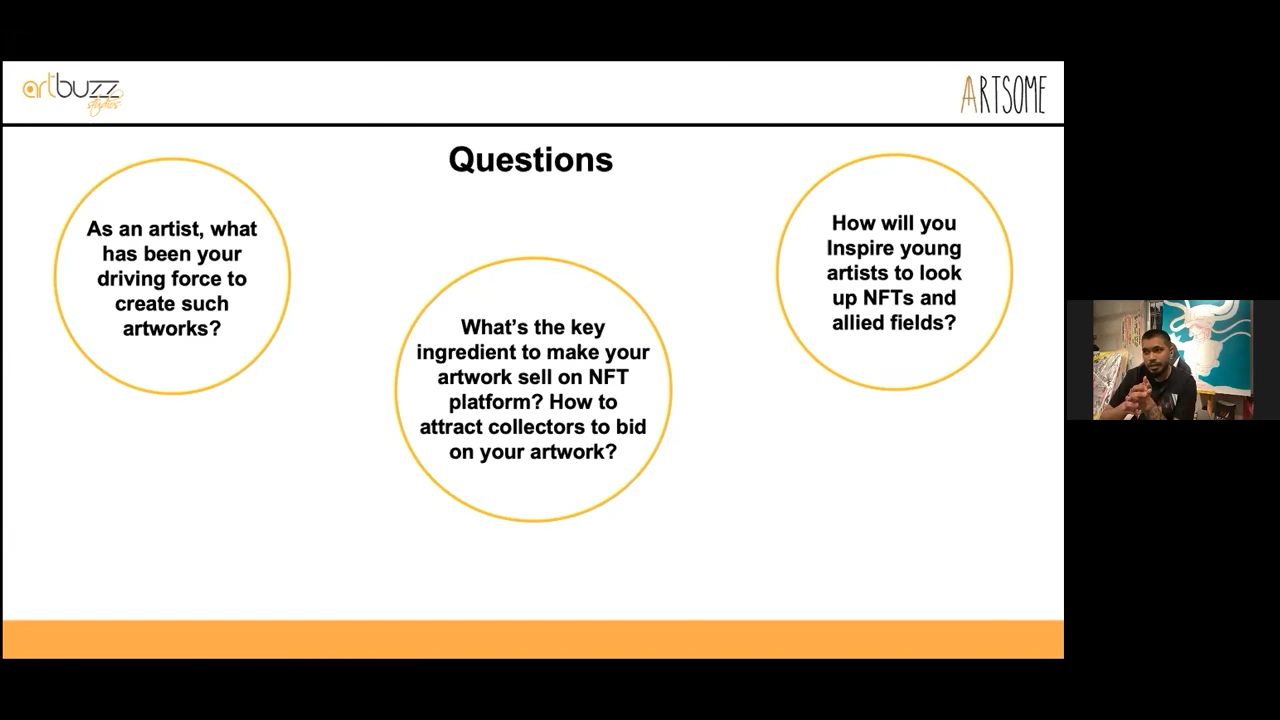 artbuzz
studios
ARTSOME
Questions
As an artist, what
has been your
driving force to
create such
artworks?
What's the key
ingredient to make your
artwork sell on NFT
platform? How to
attract collectors to bid
on your artwork?
How will you
Inspire young
artists to look
up NFTs and
allied fields?